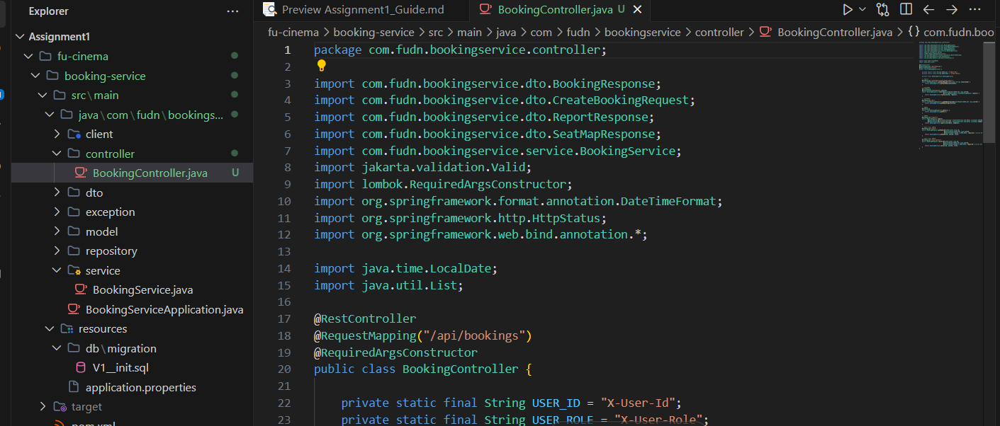 Explorer
Assignment1
fu-cinema
booking-service
src\main
java\com\fudn\bookings...
client
controller
BookingController.java U
dto
exception
model
repository
service
BookingService.java
BookingServiceApplication.java
resources
db\migration
V1__init.sql
application.properties
target
pom.xml
Preview Assignment1_Guide.md
BookingController.java U
fu-cinema > booking-service > src > main > java > com > fudn > bookingservice > controller > BookingController.java > {} com.fudn.boo
1 package com.fudn.bookingservice.controller;
2
3 import com.fudn.bookingservice.dto.BookingResponse;
4 import com.fudn.bookingservice.dto.CreateBookingRequest;
5 import com.fudn.bookingservice.dto.ReportResponse;
6 import com.fudn.bookingservice.dto.SeatMapResponse;
7 import com.fudn.bookingservice.service.BookingService;
8 import jakarta.validation.Valid;
9 import lombok.RequiredArgsConstructor;
10 import org.springframework.format.annotation.DateTimeFormat;
11 import org.springframework.http.HttpStatus;
12 import org.springframework.web.bind.annotation.*;
13
14 import java.time.LocalDate;
15 import java.util.List;
16
17 @RestController
18 @RequestMapping("/api/bookings")
19 @RequiredArgsConstructor
20 public class BookingController {
21
22 private static final String USER_ID = "X-User-Id";
23 private static final String USER_ROLE = "X-User-Role";